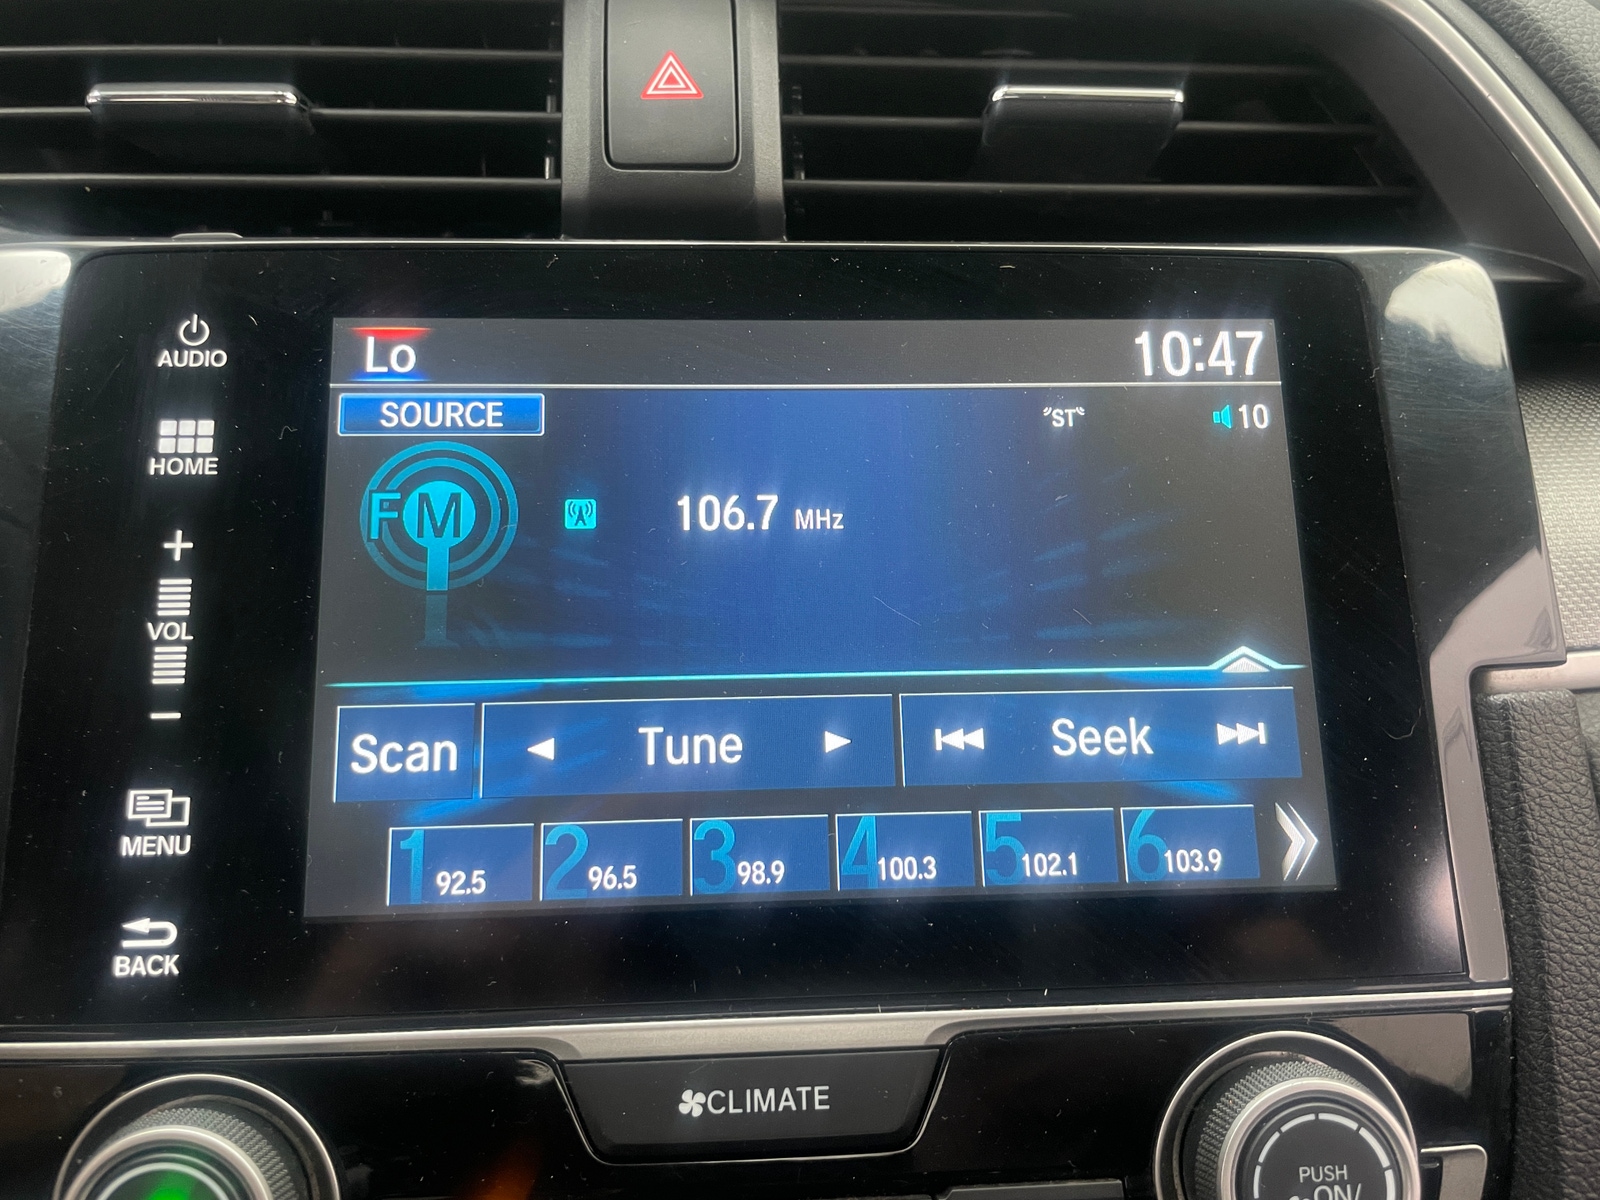 AUDIO
HOME
+
VOL
−
MENU
BACK
Lo
10:47
SOURCE
"ST"
10
FM
106.7 MHz
Scan
Tune
Seek
1 92.5
2 96.5
3 98.9
4 100.3
5 102.1
6 103.9
CLIMATE
PUSH
ON/